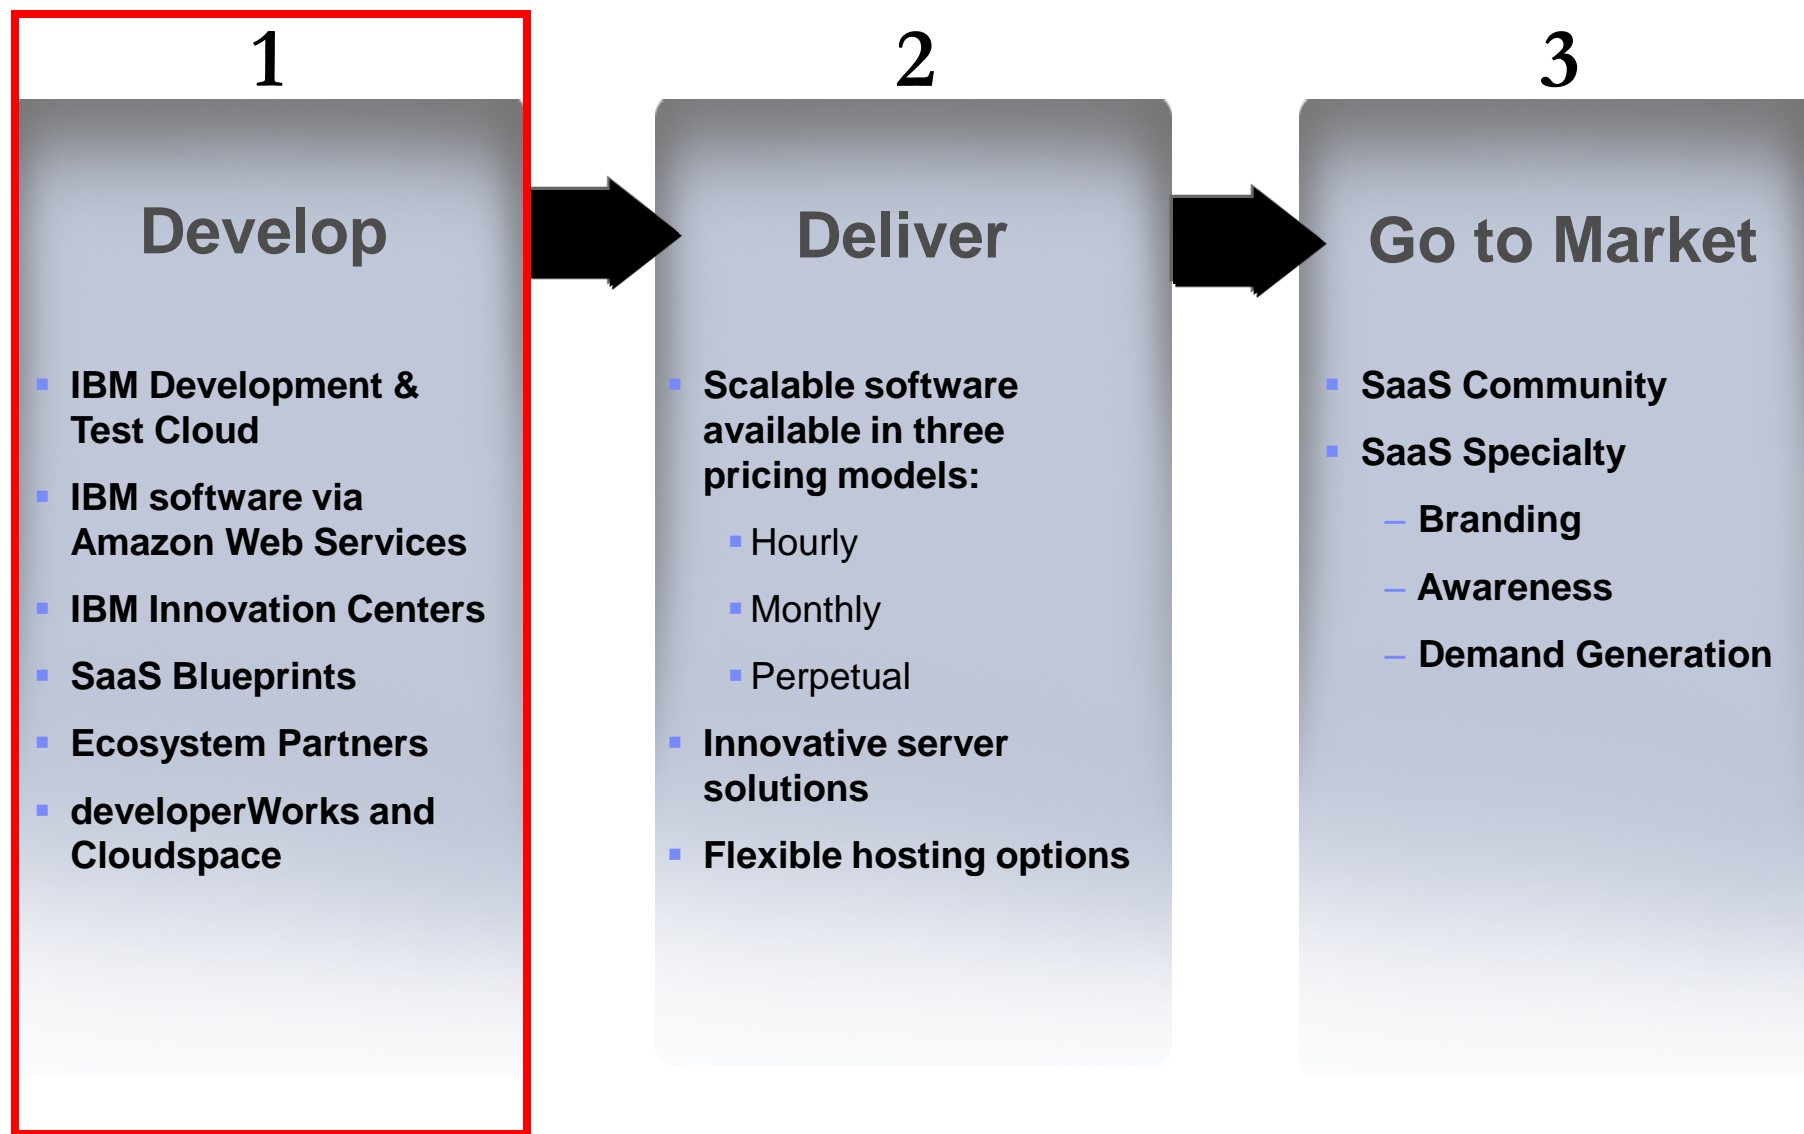 1
Develop
IBM Development &
Test Cloud
IBM software via
Amazon Web Services
IBM Innovation Centers
SaaS Blueprints
Ecosystem Partners
developerWorks and
Cloudspace
2
Deliver
Scalable software
available in three
pricing models:
Hourly
Monthly
Perpetual
Innovative server
solutions
Flexible hosting options
3
Go to Market
SaaS Community
SaaS Specialty
– Branding
– Awareness
– Demand Generation